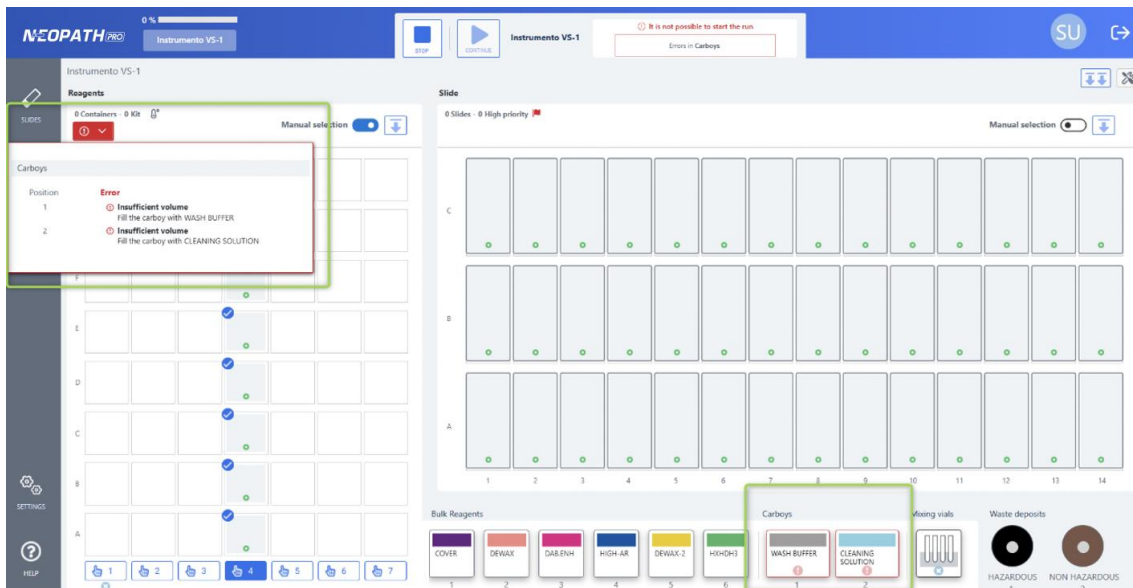 NEOPATH PRO
0 %
Instrumento VS-1
STOP
CONTINUE
Instrumento VS-1
It is not possible to start the run
Errors in Carboys
SU
Instrumento VS-1
Reagents
Slide
SLIDES
0 Containers - 0 Kit
Manual selection
0 Slides - 0 High priority
Manual selection
Carboys
Position Error
1 Insufficient volume
Fill the carboy with WASH BUFFER
2 Insufficient volume
Fill the carboy with CLEANING SOLUTION
F
E
D
C
B
A
1 2 3 4 5 6 7
C
B
A
1 2 3 4 5 6 7 8 9 10 11 12 13 14
SETTINGS
HELP
Bulk Reagents
COVER DEWAX DAB.ENH HIGH-AR DEWAX-2 HXHDH3
1 2 3 4 5 6
Carboys
WASH BUFFER
CLEANING
SOLUTION
1 2
Mixing vials
Waste deposits
HAZARDOUS NON HAZARDOUS